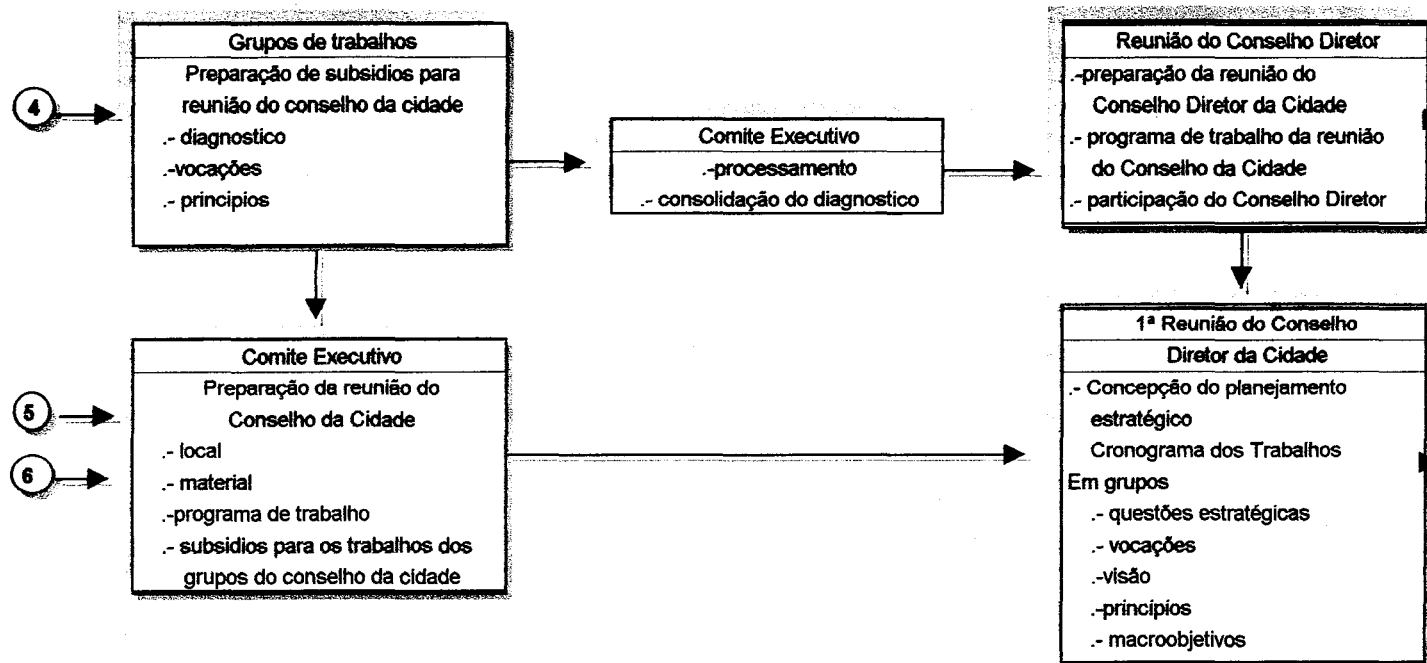 Grupos de trabalhos
Preparação de subsidios para
reunião do conselho da cidade
.- diagnostico
.-vocações
.- principios
4
Comite Executivo
.-processamento
.- consolidação do diagnostico
Reunião do Conselho Diretor
.-preparação da reunião do
Conselho Diretor da Cidade
.- programa de trabalho da reunião
do Conselho da Cidade
.- participação do Conselho Diretor
Comite Executivo
Preparação da reunião do
Conselho da Cidade
.- local
.- material
.-programa de trabalho
.- subsidios para os trabalhos dos
grupos do conselho da cidade
5
6
1ª Reunião do Conselho
Diretor da Cidade
.- Concepção do planejamento
estratégico
Cronograma dos Trabalhos
Em grupos
.- questões estratégicas
.- vocações
.-visão
.-princípios
.- macroobjetivos